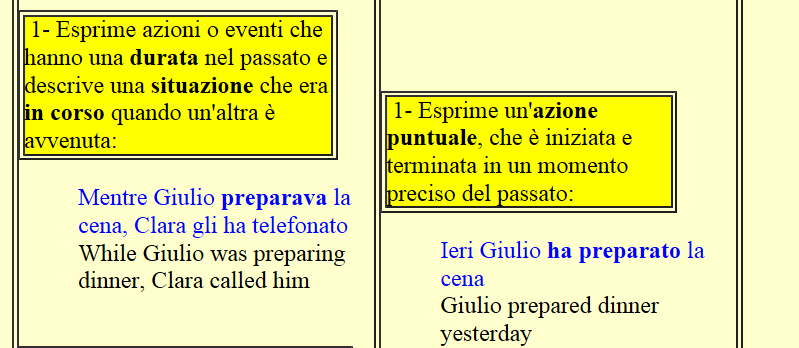 1- Esprime azioni o eventi che
hanno una durata nel passato e
descrive una situazione che era
in corso quando un'altra è
avvenuta:
Mentre Giulio preparava la
cena, Clara gli ha telefonato
While Giulio was preparing
dinner, Clara called him
1- Esprime un'azione
puntuale, che è iniziata e
terminata in un momento
preciso del passato:
Ieri Giulio ha preparato la
cena
Giulio prepared dinner
yesterday